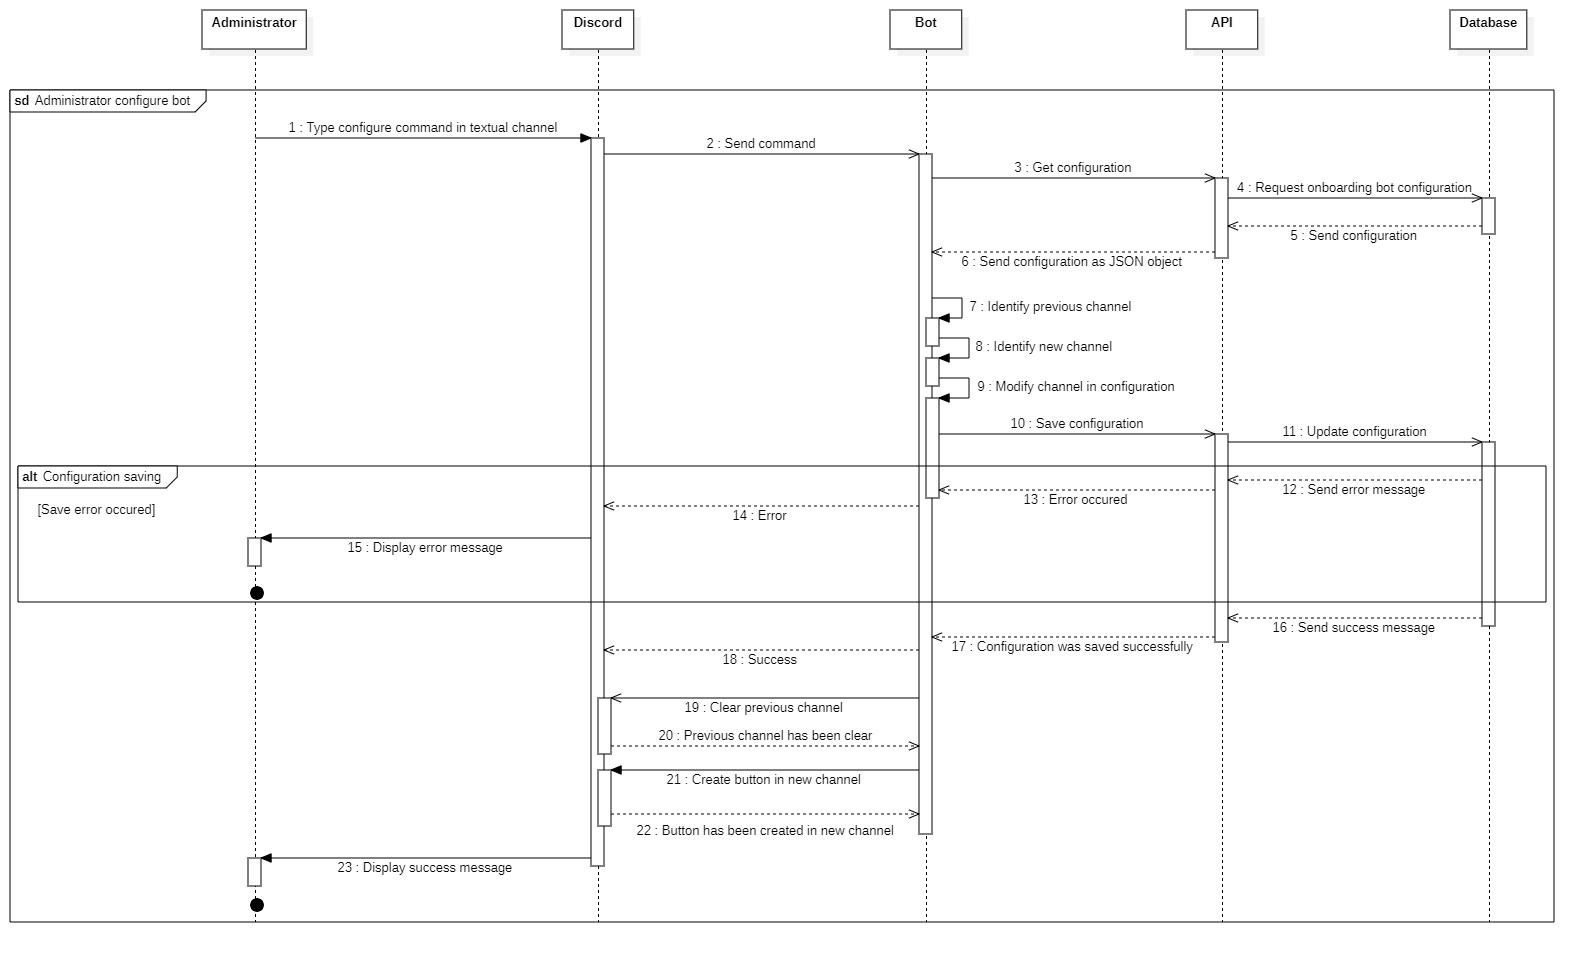 Administrator
Discord
Bot
API
Database
sd Administrator configure bot
1 : Type configure command in textual channel
2 : Send command
3 : Get configuration
4 : Request onboarding bot configuration
5 : Send configuration
6 : Send configuration as JSON object
7 : Identify previous channel
8 : Identify new channel
9 : Modify channel in configuration
10 : Save configuration
11 : Update configuration
alt Configuration saving
12 : Send error message
13 : Error occured
[Save error occured]
14 : Error
15 : Display error message
16 : Send success message
17 : Configuration was saved successfully
18 : Success
19 : Clear previous channel
20 : Previous channel has been clear
21 : Create button in new channel
22 : Button has been created in new channel
23 : Display success message